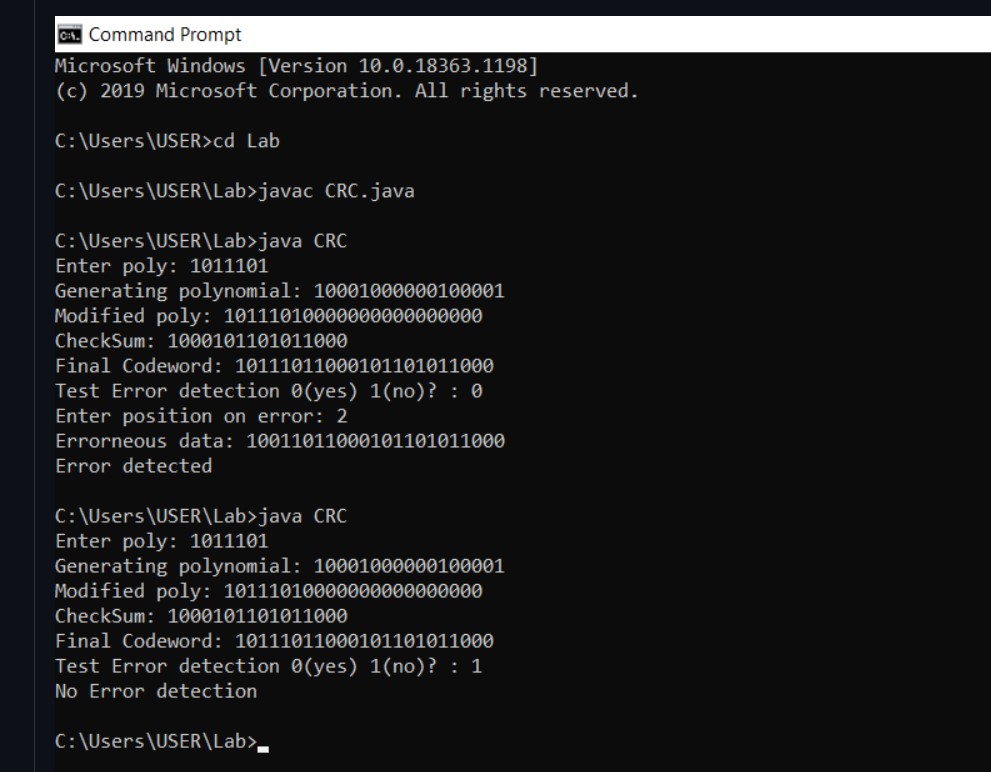 Command Prompt
Microsoft Windows [Version 10.0.18363.1198]
(c) 2019 Microsoft Corporation. All rights reserved.
C:\Users\USER>cd Lab
C:\Users\USER\Lab>javac CRC.java
C:\Users\USER\Lab>java CRC
Enter poly: 1011101
Generating polynomial: 10001000000100001
Modified poly: 10111010000000000000000
CheckSum: 1000101101011000
Final Codeword: 10111011000101101011000
Test Error detection 0(yes) 1(no)? : 0
Enter position on error: 2
Errorneous data: 10011011000101101011000
Error detected
C:\Users\USER\Lab>java CRC
Enter poly: 1011101
Generating polynomial: 10001000000100001
Modified poly: 10111010000000000000000
CheckSum: 1000101101011000
Final Codeword: 10111011000101101011000
Test Error detection 0(yes) 1(no)? : 1
No Error detection
C:\Users\USER\Lab>